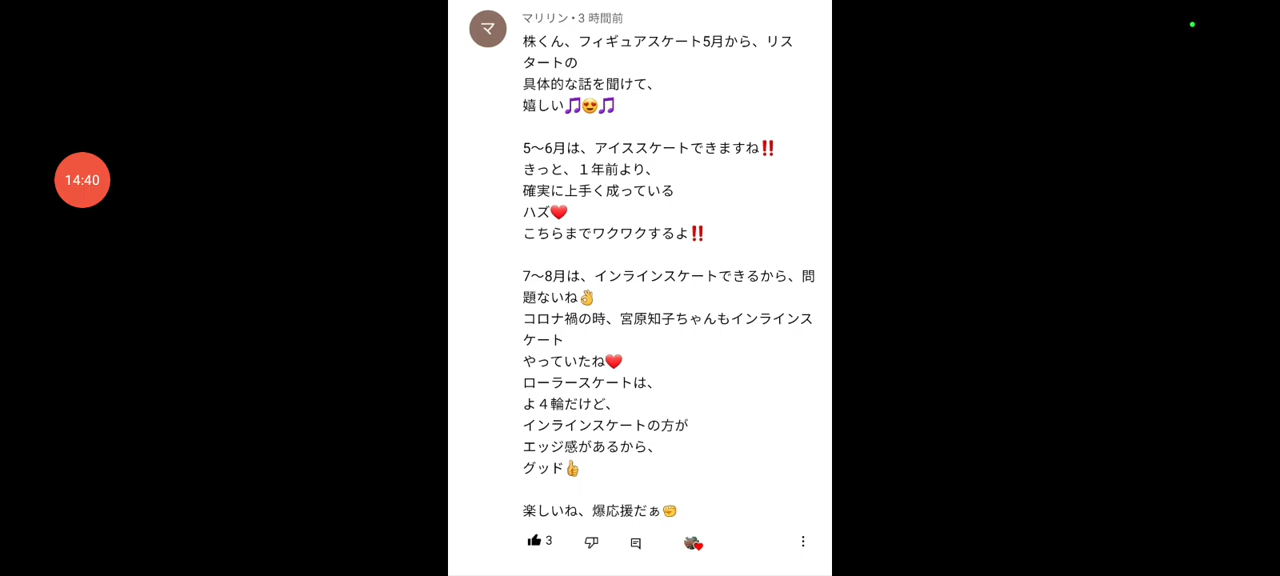 マ
マリリン • 3 時間前
株くん、フィギュアスケート5月から、リス
タートの
具体的な話を聞けて、
嬉しい🎵😍🎵
14:40
5〜6月は、アイススケートできますね‼️
きっと、１年前より、
確実に上手く成っている
ハズ❤️
こちらまでワクワクするよ‼️
7〜8月は、インラインスケートできるから、問
題ないね👌
コロナ禍の時、宮原知子ちゃんもインラインス
ケート
やっていたね❤️
ローラースケートは、
よ４輪だけど、
インラインスケートの方が
エッジ感があるから、
グッド👍
楽しいね、爆応援だぁ✊
3